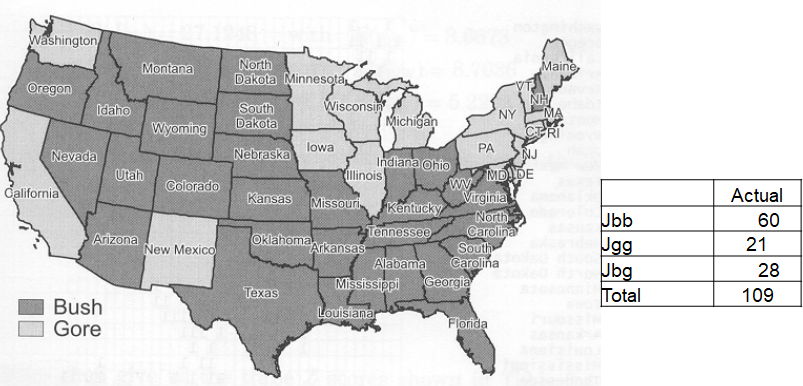 Washington
Oregon
California
Nevada
Idaho
Montana
Wyoming
Utah
Arizona
Colorado
New Mexico
North
Dakota
South
Dakota
Nebraska
Kansas
Oklahoma
Texas
Minnesota
Iowa
Missouri
Arkansas
Louisiana
Wisconsin
Illinois
Michigan
Indiana
Ohio
Kentucky
Tennessee
Mississippi
Alabama
Georgia
Florida
South
Carolina
North
Carolina
Virginia
WV
MD
DE
PA
NJ
NY
CT
RI
MA
VT
NH
Maine
Bush
Gore
Actual
Jbb 60
Jgg 21
Jbg 28
Total 109